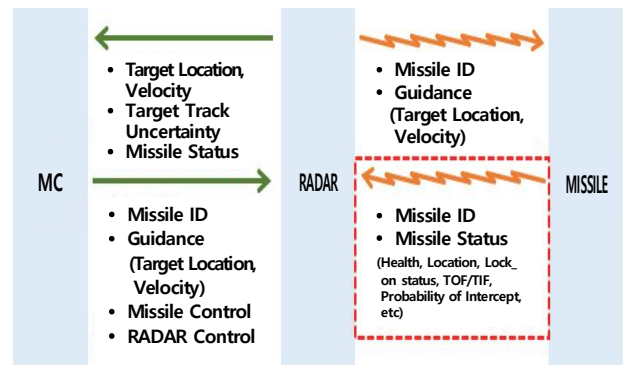 MC
• Target Location,
Velocity
• Target Track
Uncertainty
• Missile Status
• Missile ID
• Guidance
(Target Location,
Velocity)
• Missile Control
• RADAR Control
RADAR
• Missile ID
• Guidance
(Target Location,
Velocity)
• Missile ID
• Missile Status
(Health, Location, Lock_
on status, TOF/TIF,
Probability of Intercept,
etc)
MISSILE